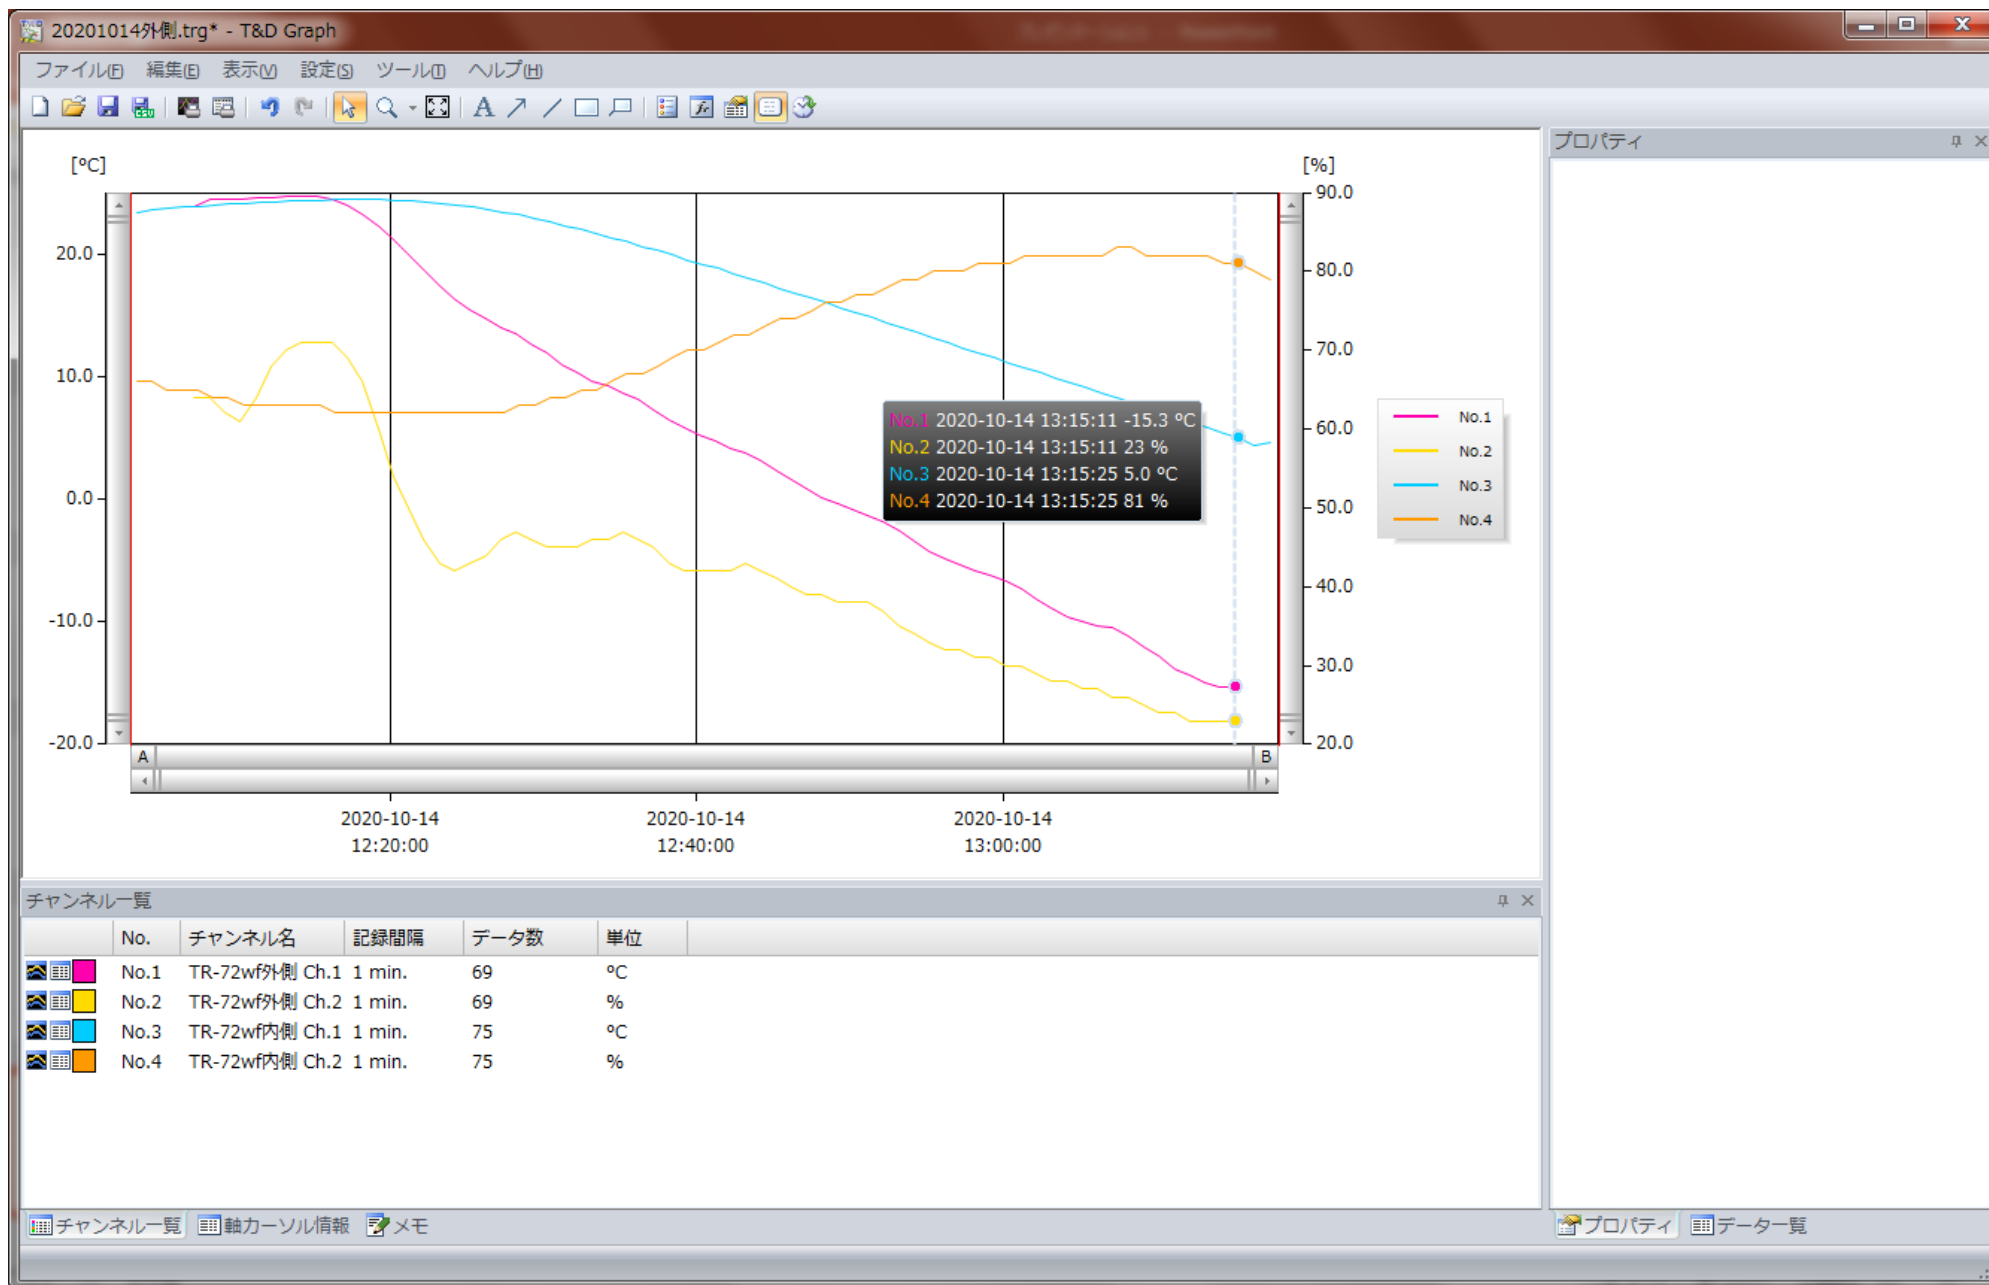 20201014外側.trg* - T&D Graph
ファイル(F) 編集(E) 表示(V) 設定(S) ツール(T) ヘルプ(H)
プロパティ
[°C]
[%]
90.0
20.0
80.0
70.0
10.0
No.1 2020-10-14 13:15:11 -15.3 °C
No.2 2020-10-14 13:15:11 23 %
No.3 2020-10-14 13:15:25 5.0 °C
No.4 2020-10-14 13:15:25 81 %
60.0
No.1
No.2
No.3
No.4
0.0
50.0
40.0
-10.0
30.0
-20.0
20.0
A
B
2020-10-14
12:20:00
2020-10-14
12:40:00
2020-10-14
13:00:00
チャンネル一覧
No. チャンネル名 記録間隔 データ数 単位
No.1 TR-72wf外側 Ch.1 1 min. 69 °C
No.2 TR-72wf外側 Ch.2 1 min. 69 %
No.3 TR-72wf内側 Ch.1 1 min. 75 °C
No.4 TR-72wf内側 Ch.2 1 min. 75 %
チャンネル一覧 軸カーソル情報 メモ
プロパティ データ一覧